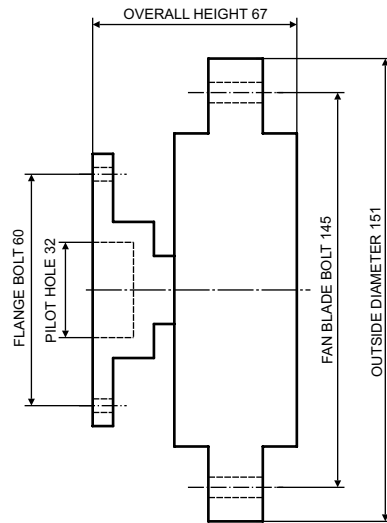 OVERALL HEIGHT 67
FLANGE BOLT 60
PILOT HOLE 32
FAN BLADE BOLT 145
OUTSIDE DIAMETER 151